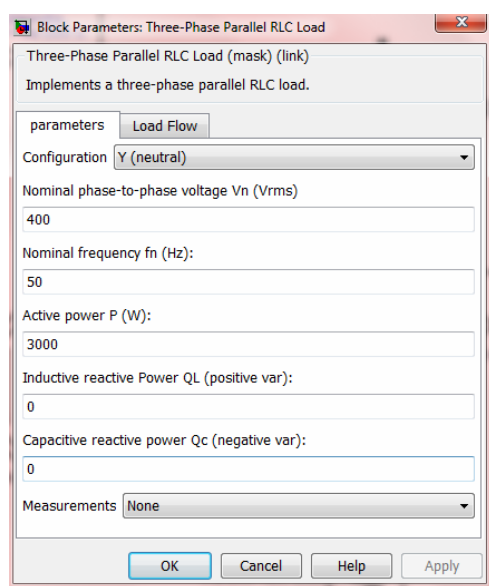 Block Parameters: Three-Phase Parallel RLC Load
Three-Phase Parallel RLC Load (mask) (link)
Implements a three-phase parallel RLC load.
parameters
Load Flow
Configuration Y (neutral)
Nominal phase-to-phase voltage Vn (Vrms)
400
Nominal frequency fn (Hz):
50
Active power P (W):
3000
Inductive reactive Power QL (positive var):
0
Capacitive reactive power Qc (negative var):
0
Measurements None
OK Cancel Help Apply